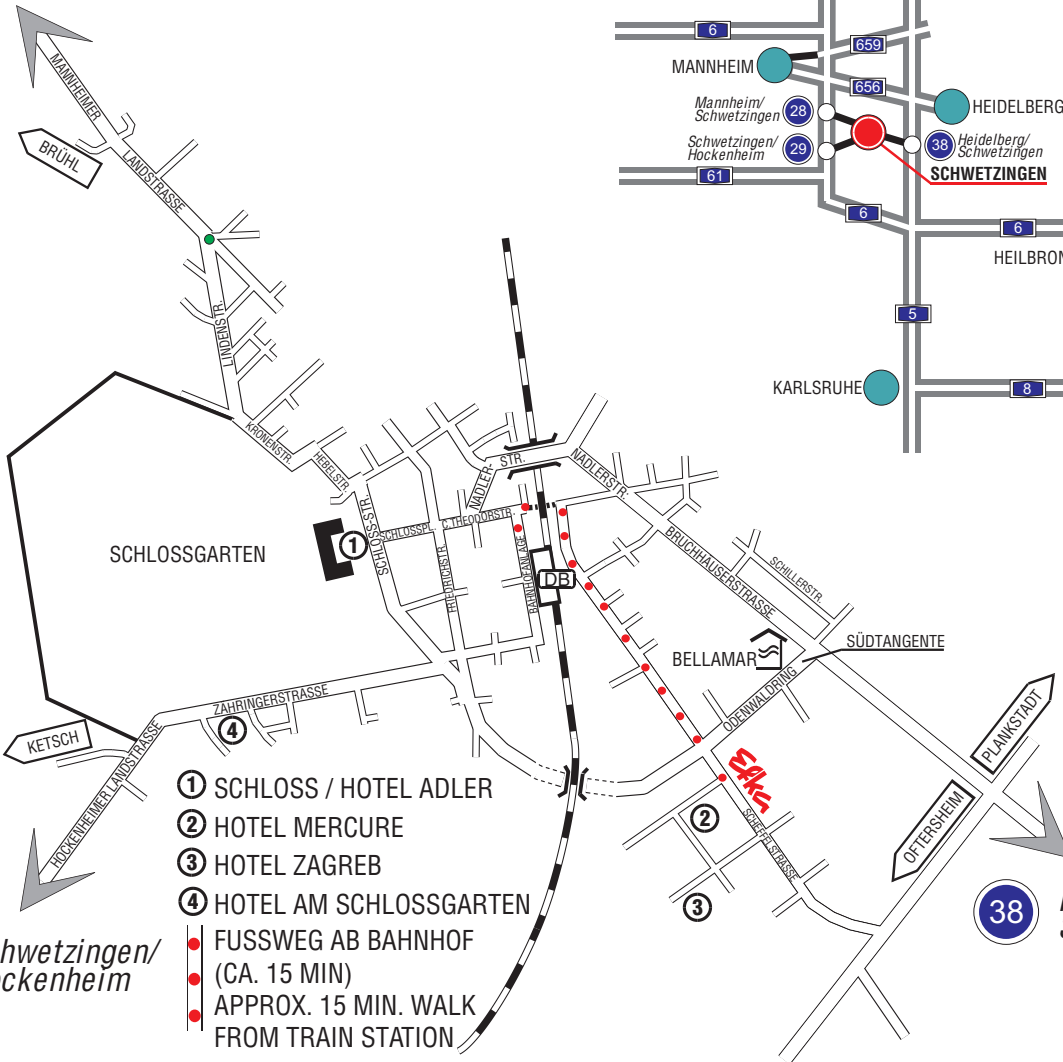 6
659
MANNHEIM
656
HEIDELBERG
Mannheim/
Schwetzingen
28
Schwetzingen/
Hockenheim
29
38
Heidelberg/
Schwetzingen
SCHWETZINGEN
61
6
6
HEILBRON
5
KARLSRUHE
8
MANNHEIMER
LANDSTRASSE
BRÜHL
LINDENSTR.
KRONENSTR.
HEBELSTR.
SCHLOSS-STR.
SCHLOSSPL.
C.THEODORSTR.
NADLER-
STR.
NADLERSTR.
FRIEDRICHSTR.
BAHNHOFANLAGE
DB
SCHLOSSGARTEN
1
BRUCHHAUSERSTRASSE
SCHILLERSTR.
BELLAMAR
SÜDTANGENTE
ODENWALDRING
ZÄHRINGERSTRASSE
4
KETSCH
HOCKENHEIMER LANDSTRASSE
PLANKSTADT
OFTERSHEIM
Efka
2
SCHEFFELSTRASSE
3
38
1 SCHLOSS / HOTEL ADLER
2 HOTEL MERCURE
3 HOTEL ZAGREB
4 HOTEL AM SCHLOSSGARTEN
FUSSWEG AB BAHNHOF
(CA. 15 MIN)
APPROX. 15 MIN. WALK
FROM TRAIN STATION
hwetzingen/
ockenheim